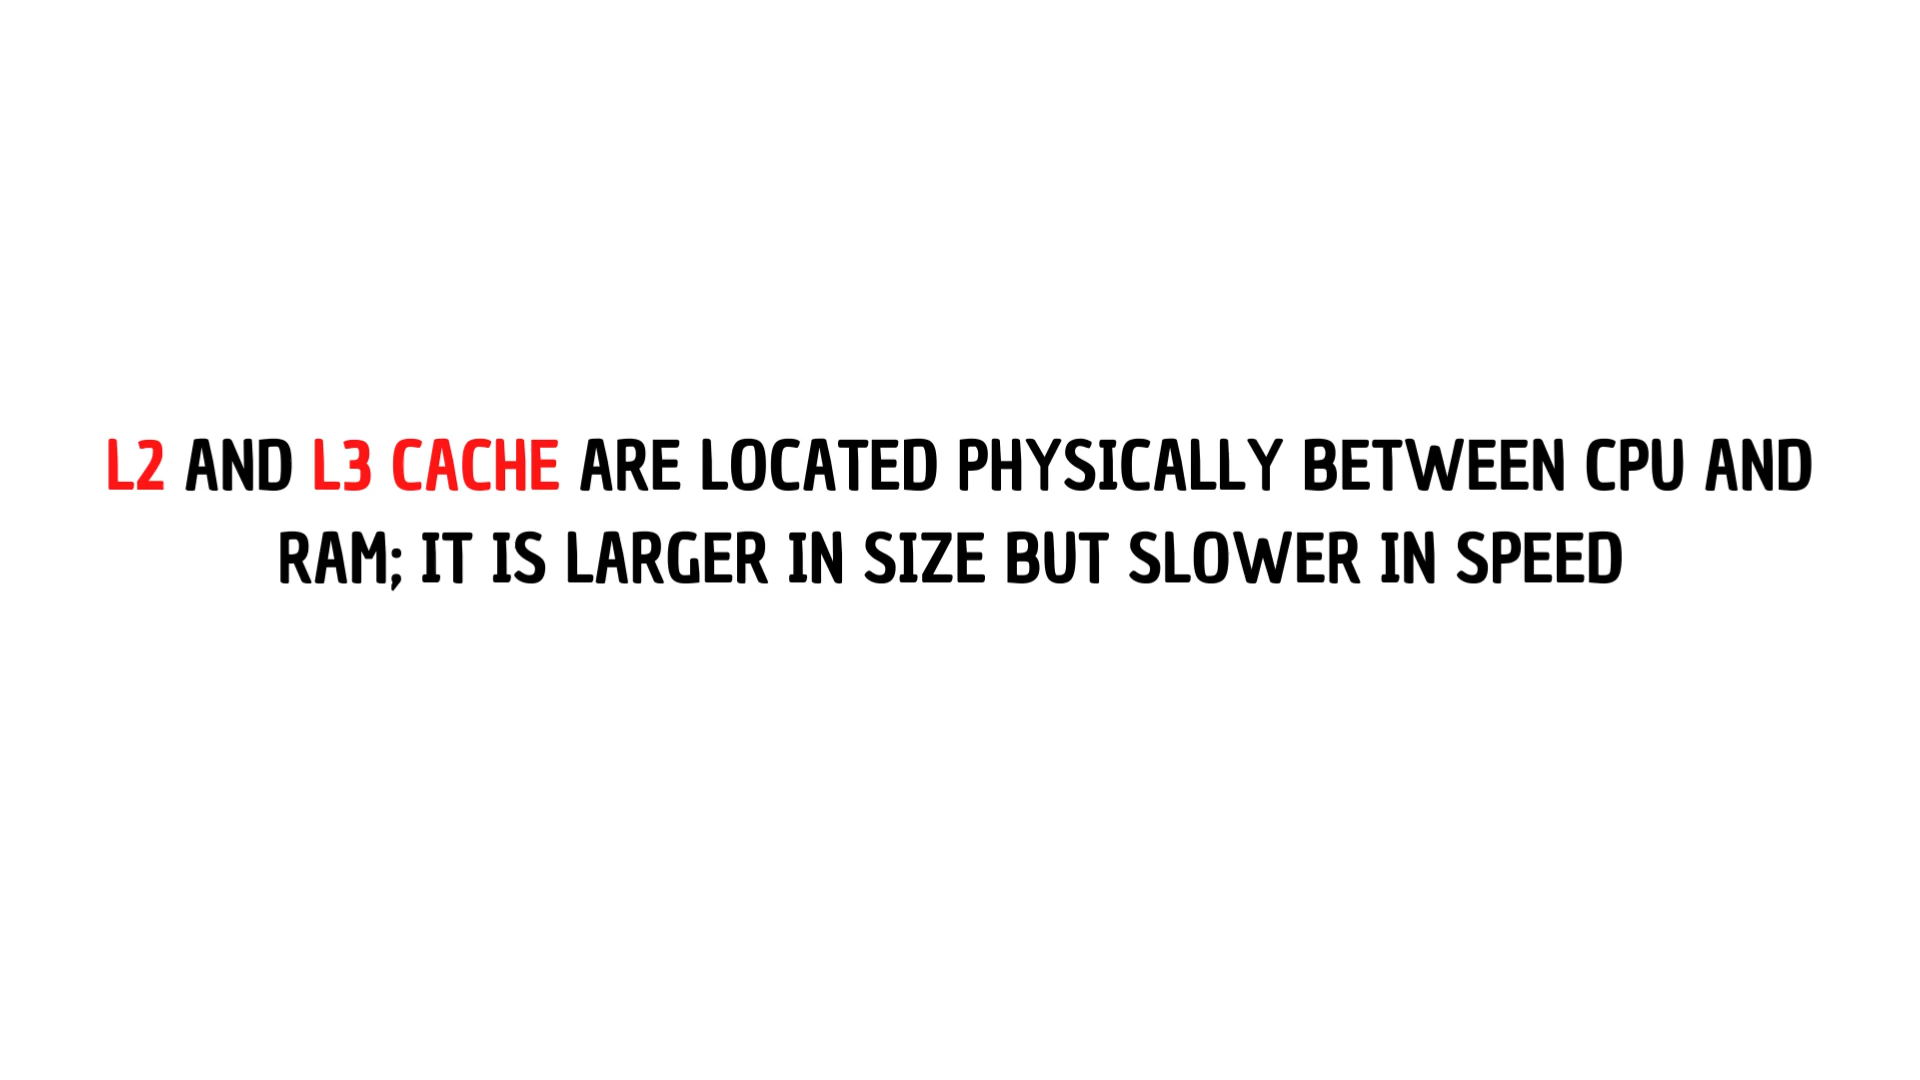 L2 AND L3 CACHE ARE LOCATED PHYSICALLY BETWEEN CPU AND
RAM; IT IS LARGER IN SIZE BUT SLOWER IN SPEED